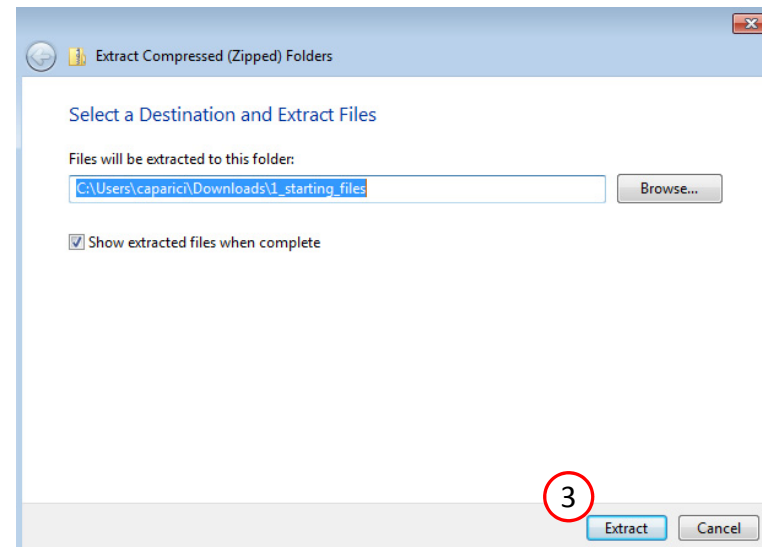 Extract Compressed (Zipped) Folders
Select a Destination and Extract Files
Files will be extracted to this folder:
C:\Users\caparici\Downloads\1_starting_files
Browse...
Show extracted files when complete
3
Extract
Cancel